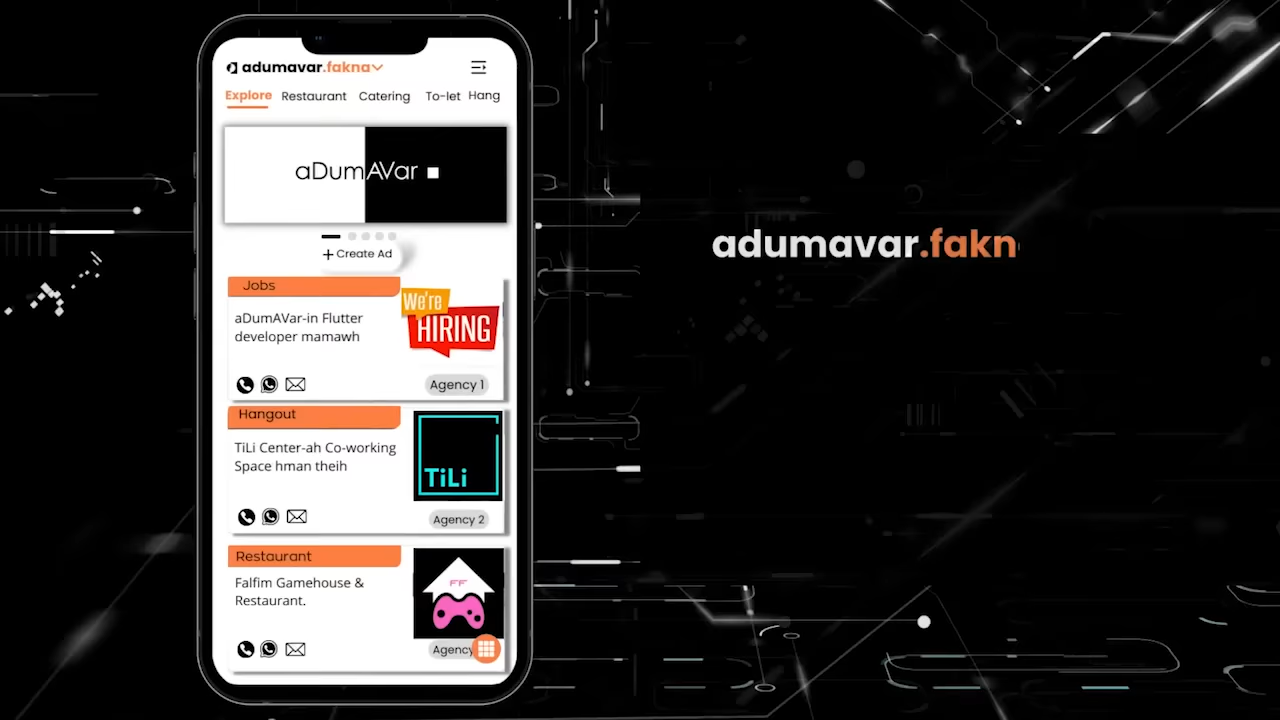 adumavar.fakna
Explore Restaurant Catering To-let Hang
aDumAVar
+ Create Ad
Jobs
aDumAVar-in Flutter
developer mamawh
We're
HIRING
Agency 1
Hangout
TiLi Center-ah Co-working
Space hman theih
TiLi
Agency 2
Restaurant
Falfim Gamehouse &
Restaurant.
FF
Agency
adumavar.fakn